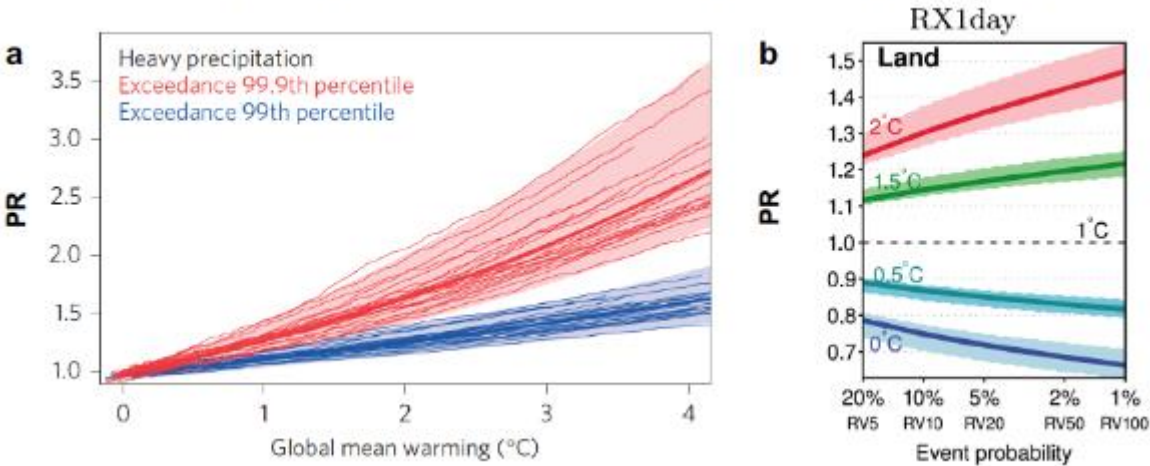 a
Heavy precipitation
Exceedance 99.9th percentile
Exceedance 99th percentile
3.5
3.0
2.5
2.0
1.5
1.0
PR
0 1 2 3 4
Global mean warming (°C)
b
RX1day
Land
1.5
1.4
1.3
1.2
1.1
1.0
0.9
0.8
0.7
PR
2°C
1.5°C
1°C
0.5°C
0°C
20% 10% 5% 2% 1%
RV5 RV10 RV20 RV50 RV100
Event probability